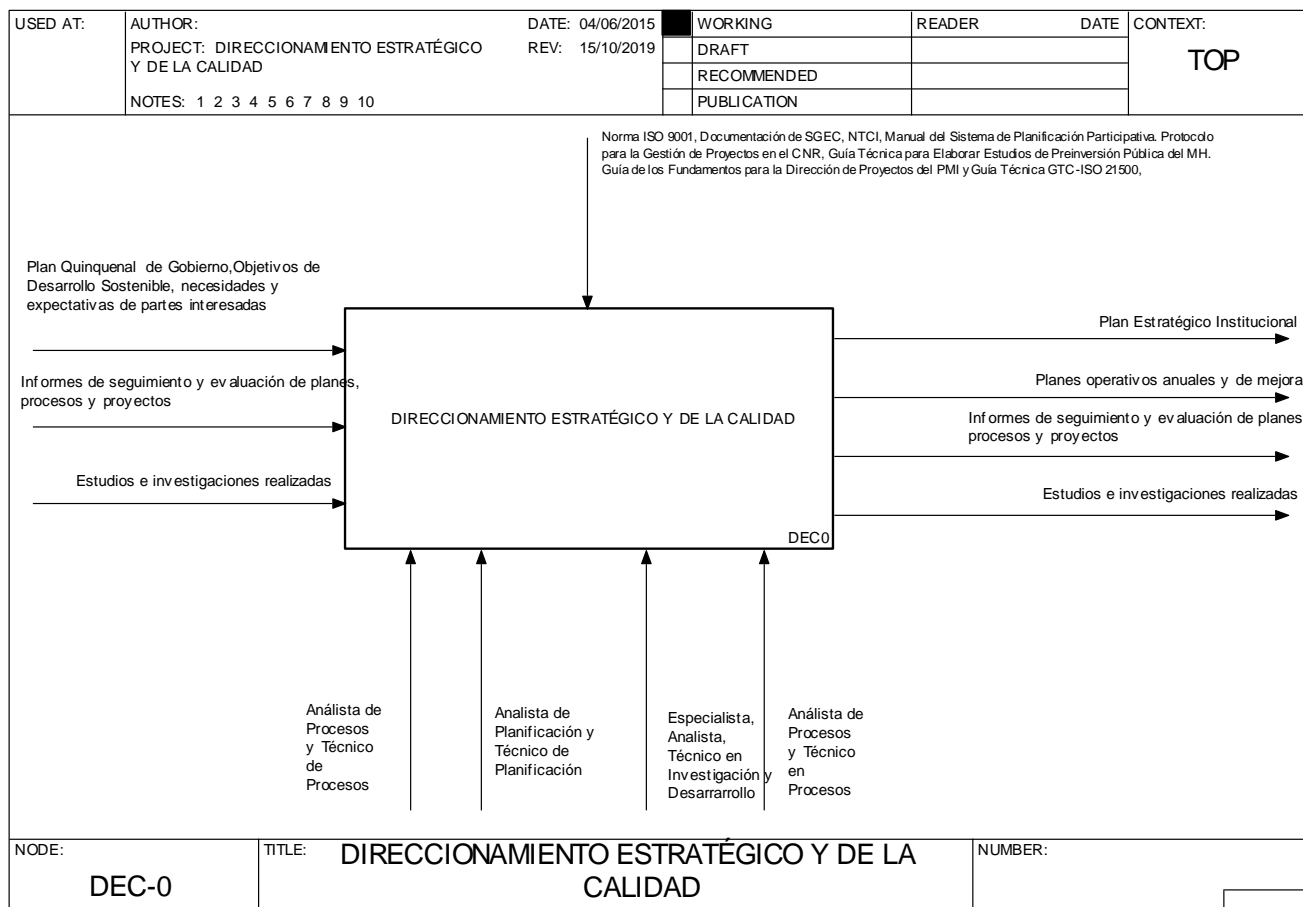 USED AT:
AUTHOR:
DATE: 04/06/2015
PROJECT: DIRECCIONAMIENTO ESTRATÉGICO
Y DE LA CALIDAD
REV: 15/10/2019
NOTES: 1 2 3 4 5 6 7 8 9 10
WORKING
DRAFT
RECOMMENDED
PUBLICATION
READER
DATE
CONTEXT:
TOP
Norma ISO 9001, Documentación de SGEC, NTCI, Manual del Sistema de Planificación Participativa. Protocolo
para la Gestión de Proyectos en el CNR, Guía Técnica para Elaborar Estudios de Preinversión Pública del MH.
Guía de los Fundamentos para la Dirección de Proyectos del PMI y Guía Técnica GTC-ISO 21500,
Plan Quinquenal de Gobierno,Objetivos de
Desarrollo Sostenible, necesidades y
expectativas de partes interesadas
Informes de seguimiento y evaluación de planes,
procesos y proyectos
Estudios e investigaciones realizadas
DIRECCIONAMIENTO ESTRATÉGICO Y DE LA CALIDAD
DEC0
Plan Estratégico Institucional
Planes operativos anuales y de mejora
Informes de seguimiento y evaluación de planes
procesos y proyectos
Estudios e investigaciones realizadas
Análista de
Procesos
y Técnico
de
Procesos
Analista de
Planificación y
Técnico de
Planificación
Especialista,
Analista,
Técnico en
Investigación y
Desarrarrollo
Análista de
Procesos
y Técnico
en
Procesos
NODE:
DEC-0
TITLE:
DIRECCIONAMIENTO ESTRATÉGICO Y DE LA
CALIDAD
NUMBER: